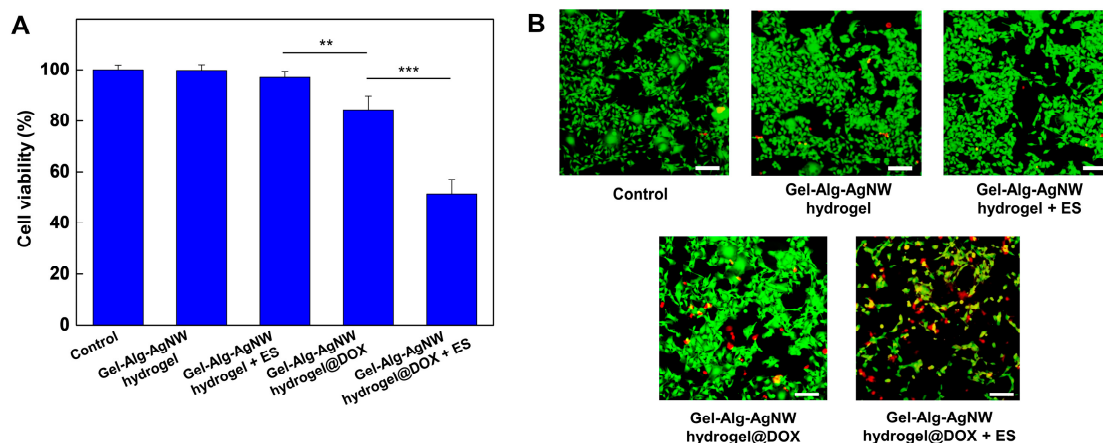 A
**
***
Cell viability (%)
100
80
60
40
20
0
Control
Gel-Alg-AgNW
hydrogel
Gel-Alg-AgNW
hydrogel + ES
Gel-Alg-AgNW
hydrogel@DOX
Gel-Alg-AgNW
hydrogel@DOX + ES
B
Control
Gel-Alg-AgNW
hydrogel
Gel-Alg-AgNW
hydrogel + ES
Gel-Alg-AgNW
hydrogel@DOX
Gel-Alg-AgNW
hydrogel@DOX + ES